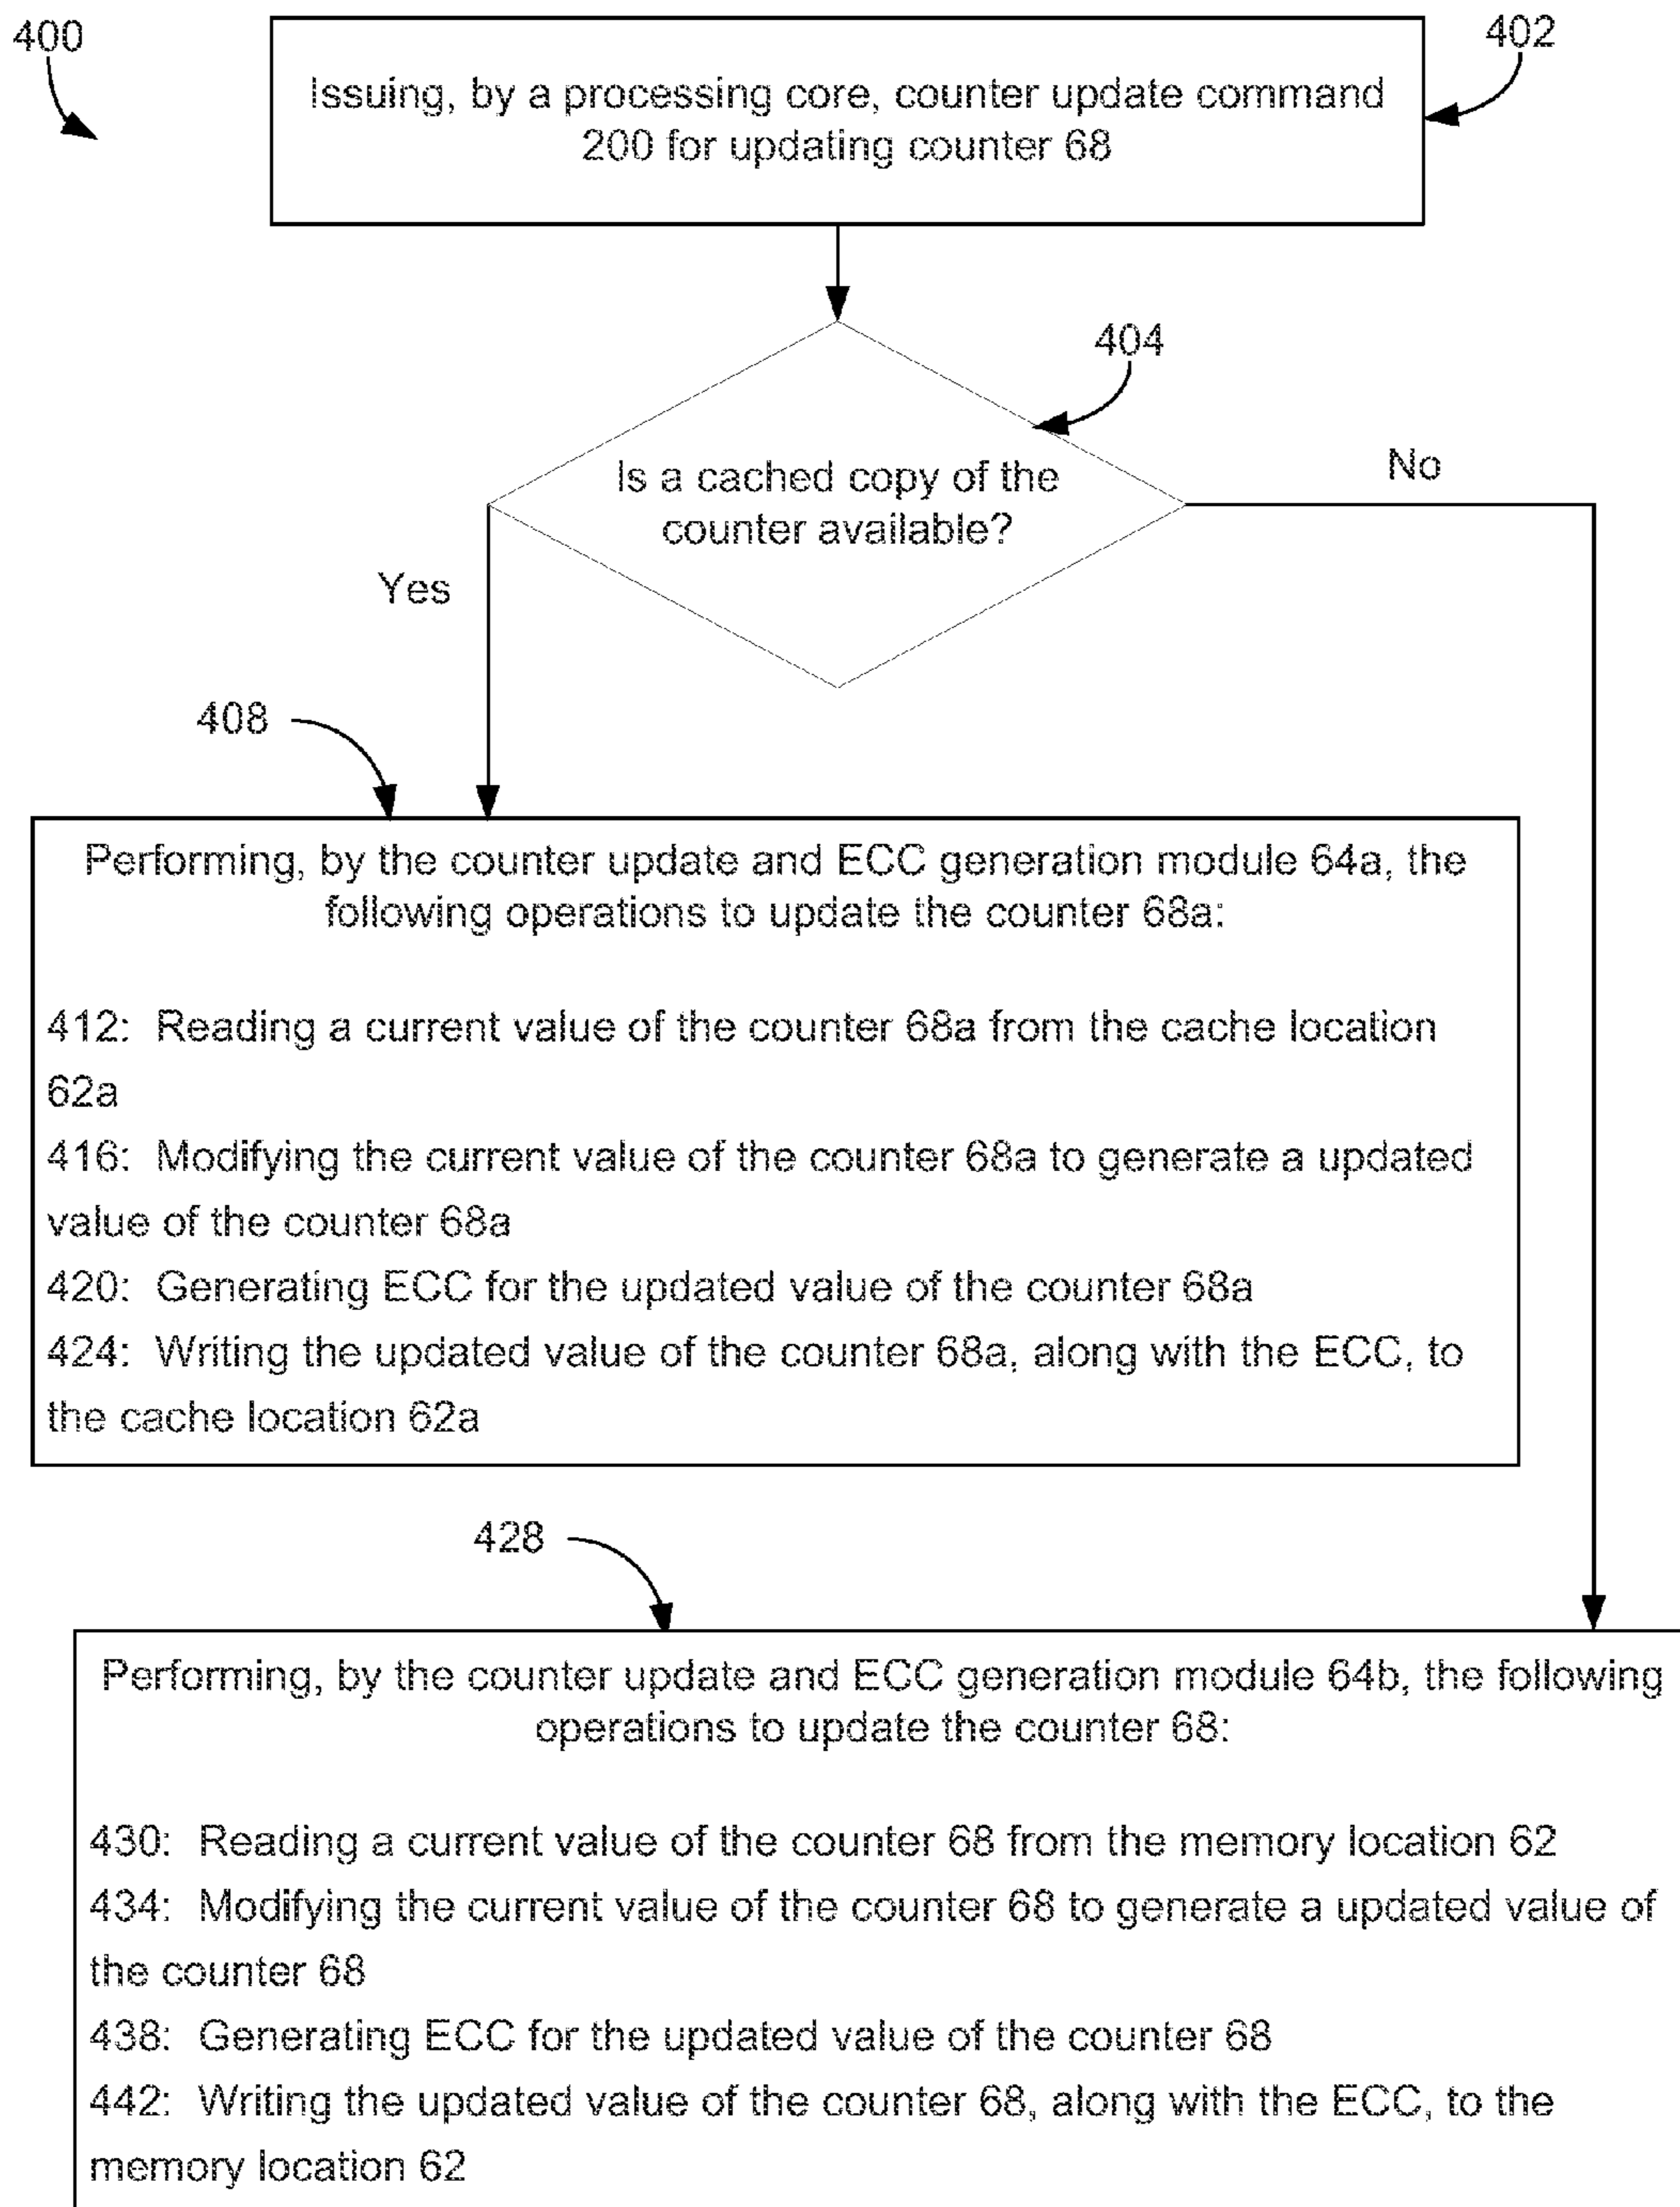 400
402
Issuing, by a processing core, counter update command
200 for updating counter 68
404
Is a cached copy of the
counter available?
No
Yes
408
Performing, by the counter update and ECC generation module 64a, the
following operations to update the counter 68a:
412: Reading a current value of the counter 68a from the cache location
62a
416: Modifying the current value of the counter 68a to generate a updated
value of the counter 68a
420: Generating ECC for the updated value of the counter 68a
424: Writing the updated value of the counter 68a, along with the ECC, to
the cache location 62a
428
Performing, by the counter update and ECC generation module 64b, the following
operations to update the counter 68:
430: Reading a current value of the counter 68 from the memory location 62
434: Modifying the current value of the counter 68 to generate a updated value of
the counter 68
438: Generating ECC for the updated value of the counter 68
442: Writing the updated value of the counter 68, along with the ECC, to the
memory location 62